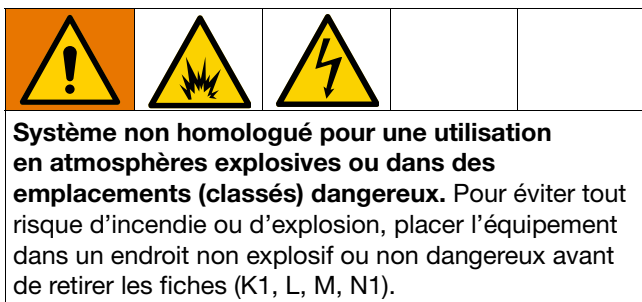 Système non homologué pour une utilisation
en atmosphères explosives ou dans des
emplacements (classés) dangereux. Pour éviter tout
risque d'incendie ou d'explosion, placer l'équipement
dans un endroit non explosif ou non dangereux avant
de retirer les fiches (K1, L, M, N1).